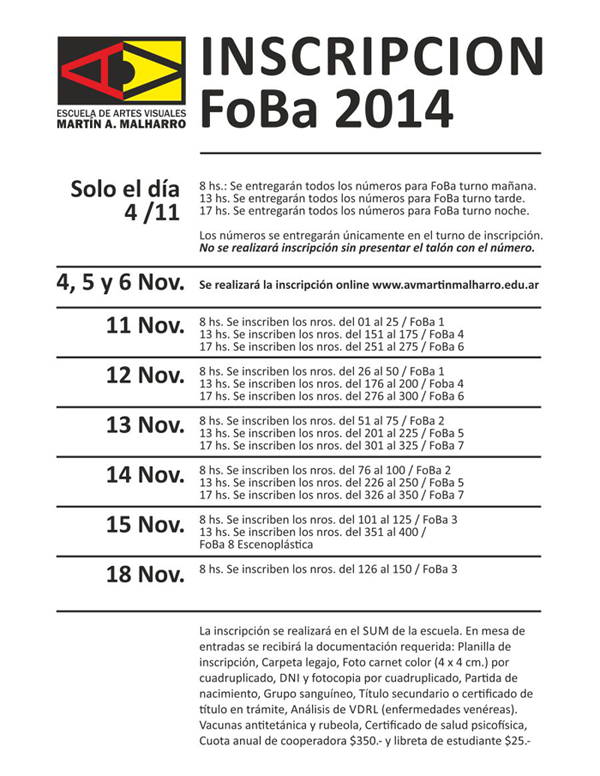 INSCRIPCION
FoBa 2014
ESCUELA DE ARTES VISUALES
MARTÍN A. MALHARRO
Solo el día
4 /11
8 hs.: Se entregarán todos los números para FoBa turno mañana.
13 hs. Se entregarán todos los números para FoBa turno tarde.
17 hs. Se entregarán todos los números para FoBa turno noche.
Los números se entregarán únicamente en el turno de inscripción.
No se realizará inscripción sin presentar el talón con el número.
4, 5 y 6 Nov.
Se realizará la inscripción online www.avmartinmalharro.edu.ar
11 Nov.
8 hs. Se inscriben los nros. del 01 al 25 / FoBa 1
13 hs. Se inscriben los nros. del 151 al 175 / FoBa 4
17 hs. Se inscriben los nros. del 251 al 275 / FoBa 6
12 Nov.
8 hs. Se inscriben los nros. del 26 al 50 / FoBa 1
13 hs. Se inscriben los nros. del 176 al 200 / Foba 4
17 hs. Se inscriben los nros. del 276 al 300 / FoBa 6
13 Nov.
8 hs. Se inscriben los nros. del 51 al 75 / FoBa 2
13 hs. Se inscriben los nros. del 201 al 225 / FoBa 5
17 hs. Se inscriben los nros. del 301 al 325 / FoBa 7
14 Nov.
8 hs. Se inscriben los nros. del 76 al 100 / FoBa 2
13 hs. Se inscriben los nros. del 226 al 250 / FoBa 5
17 hs. Se inscriben los nros. del 326 al 350 / FoBa 7
15 Nov.
8 hs. Se inscriben los nros. del 101 al 125 / FoBa 3
13 hs. Se inscriben los nros. del 351 al 400 /
FoBa 8 Escenoplástica
18 Nov.
8 hs. Se inscriben los nros. del 126 al 150 / FoBa 3
La inscripción se realizará en el SUM de la escuela. En mesa de
entradas se recibirá la documentación requerida: Planilla de
inscripción, Carpeta legajo, Foto carnet color (4 x 4 cm.) por
cuadruplicado, DNI y fotocopia por cuadruplicado, Partida de
nacimiento, Grupo sanguíneo, Título secundario o certificado de
título en trámite, Análisis de VDRL (enfermedades venéreas).
Vacunas antitetánica y rubeola, Certificado de salud psicofísica,
Cuota anual de cooperadora $350.- y libreta de estudiante $25.-